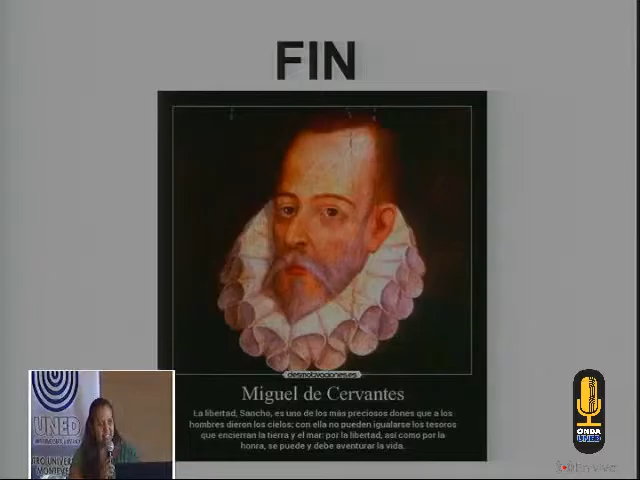 FIN
desmotivaciones.es
Miguel de Cervantes
La libertad, Sancho, es uno de los más preciosos dones que a los
hombres dieron los cielos; con ella no pueden igualarse los tesoros
que encierran la tierra y el mar: por la libertad, así como por la
honra, se puede y debe aventurar la vida.
UNED
ONDA
UNED